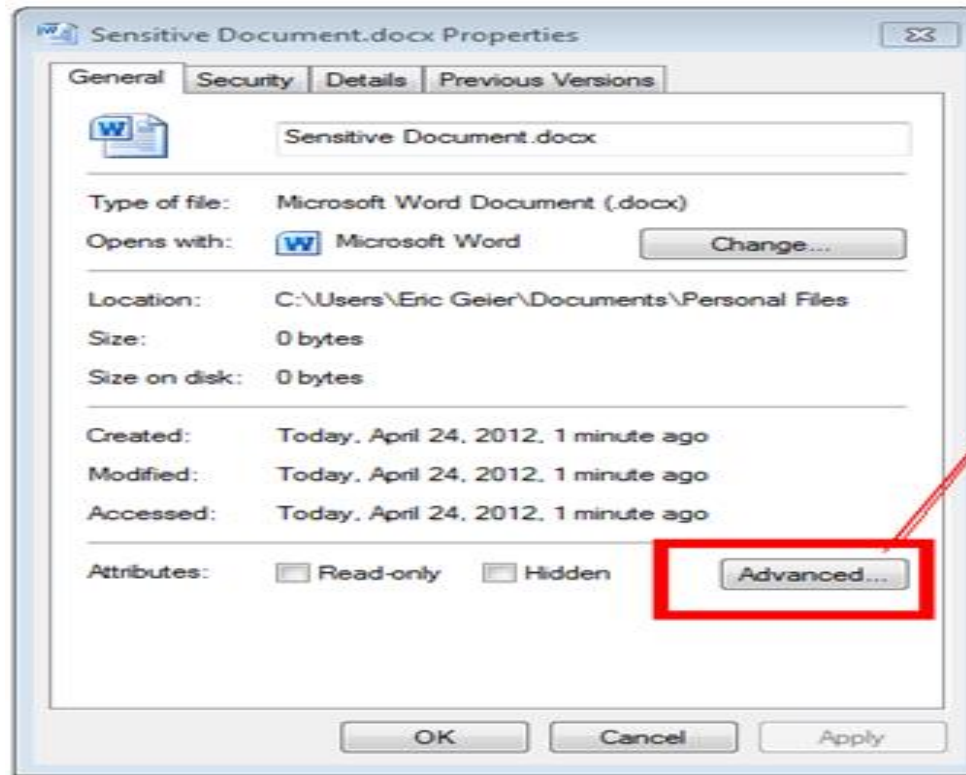 Sensitive Document.docx Properties
General Security Details Previous Versions
Sensitive Document.docx
Type of file: Microsoft Word Document (.docx)
Opens with: Microsoft Word Change...
Location: C:\Users\Eric Geier\Documents\Personal Files
Size: 0 bytes
Size on disk: 0 bytes
Created: Today, April 24, 2012, 1 minute ago
Modified: Today, April 24, 2012, 1 minute ago
Accessed: Today, April 24, 2012, 1 minute ago
Attributes: Read-only Hidden Advanced...
OK Cancel Apply